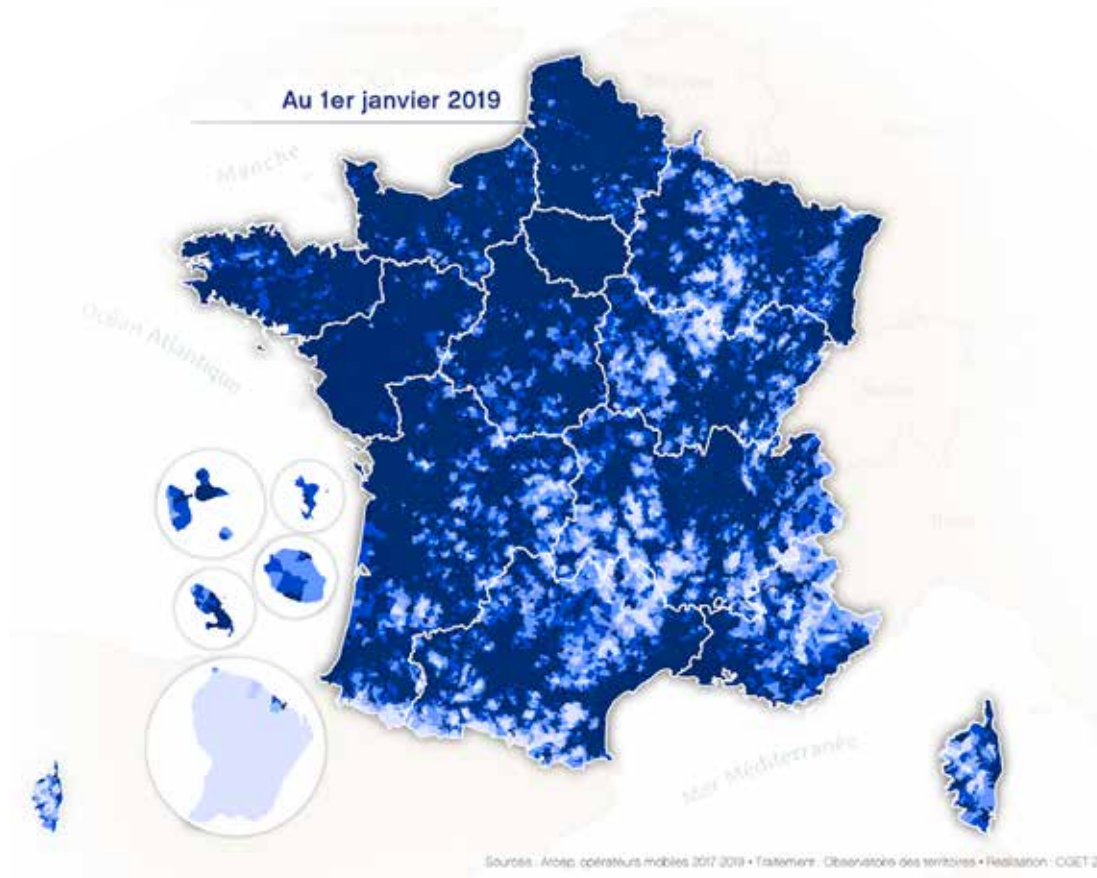 Au 1er janvier 2019
Manche
Océan Atlantique
Mer Méditerranée
Sources : Arcep, opérateurs mobiles 2017-2019 • Traitement : Observatoire des territoires • Réalisation : CGET 2